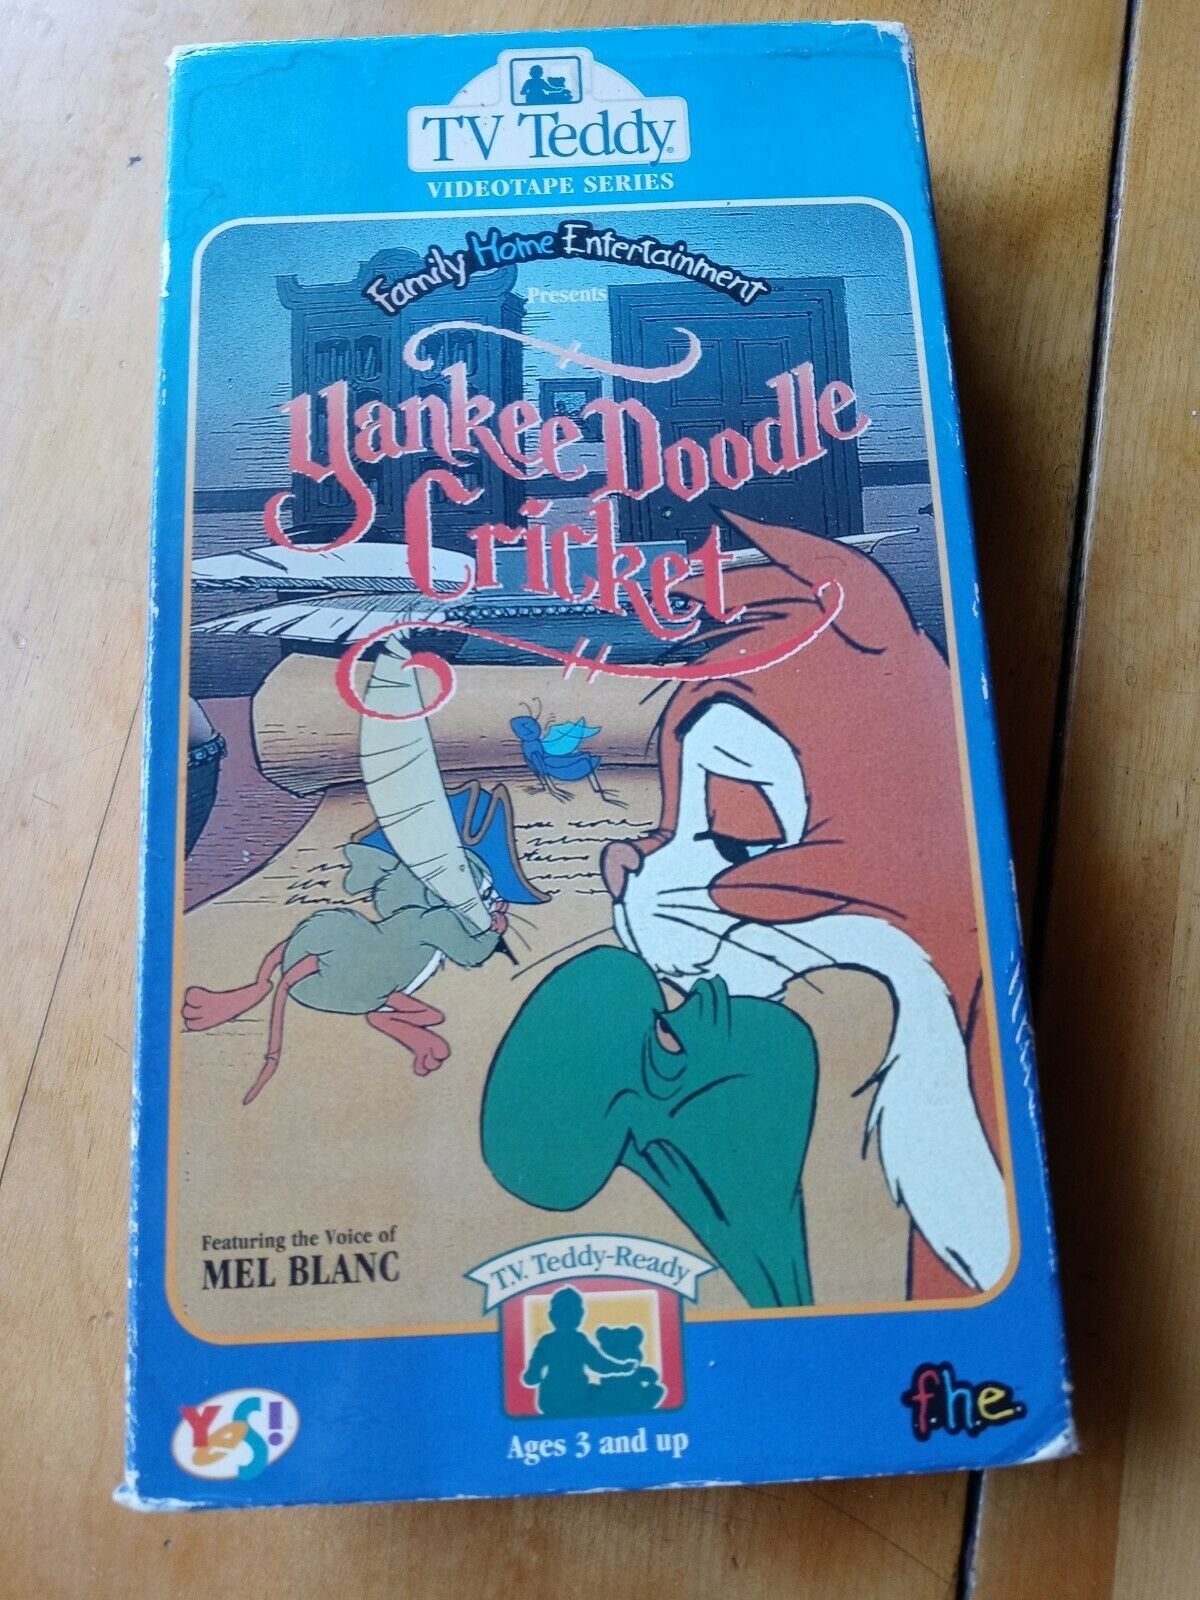 TV Teddy®
VIDEOTAPE SERIES
Family Home Entertainment
Presents
Yankee Doodle
Cricket
Featuring the Voice of
MEL BLANC
T.V. Teddy-Ready
YES!
f.h.e.
Ages 3 and up